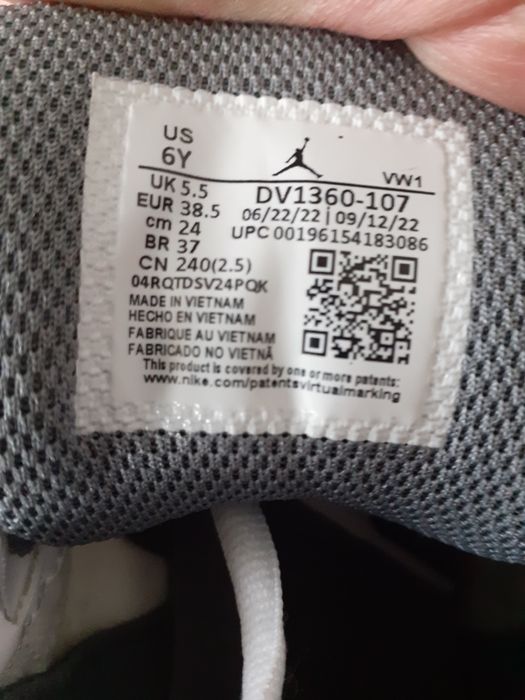 US
6Y
VW1
UK 5.5
EUR 38.5
cm 24
BR 37
CN 240(2.5)
DV1360-107
06/22/22 | 09/12/22
UPC 00196154183086
04RQTDSV24PQK
MADE IN VIETNAM
HECHO EN VIETNAM
FABRIQUE AU VIETNAM
FABRICADO NO VIETNÃ
This product is covered by one or more patents:
www.nike.com/patentsvirtualmarking